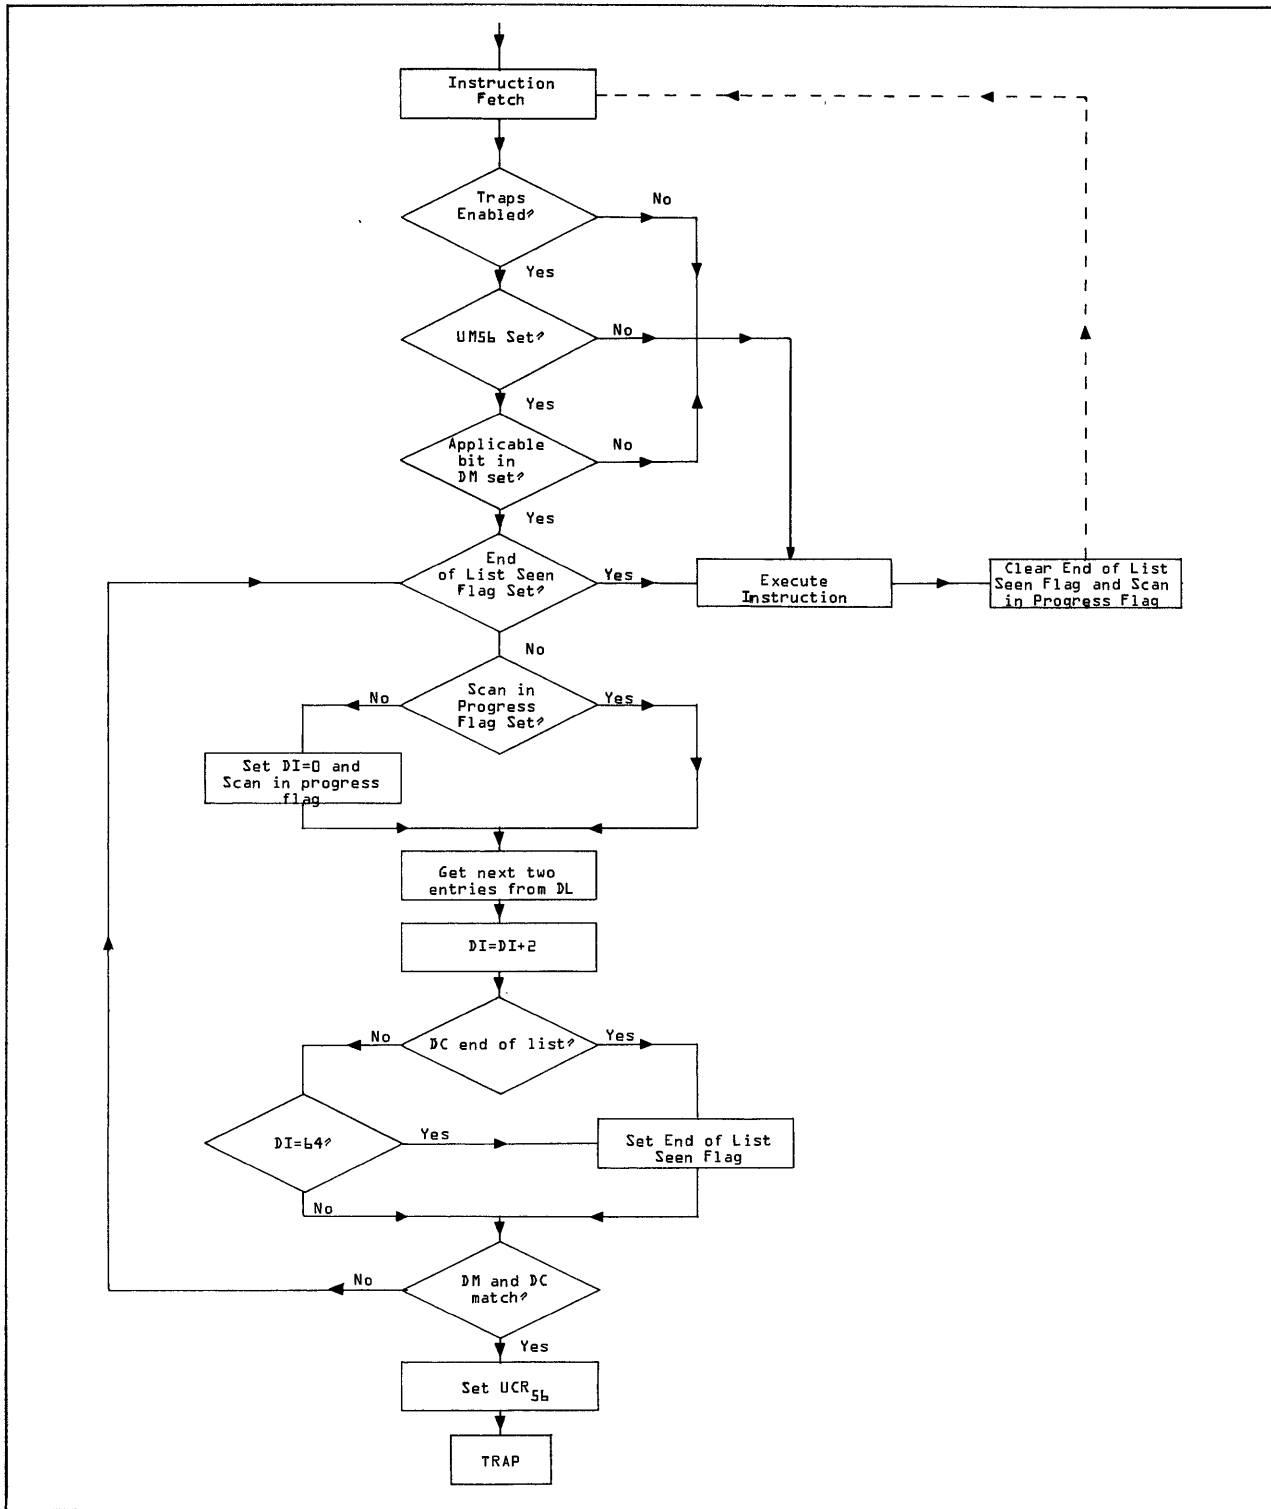 Instruction
Fetch
Traps
Enabled?
No
Yes
UM56 Set?
No
Yes
Applicable
bit in
DM set?
No
Yes
End
of List Seen
Flag Set?
Yes
Execute
Instruction
Clear End of List
Seen Flag and Scan
in Progress Flag
No
Scan in
Progress
Flag Set?
No
Yes
Set DI=0 and
Scan in progress
flag
Get next two
entries from DL
DI=DI+2
DC end of list?
No
Yes
DI=64?
Yes
Set End of List
Seen Flag
No
DM and DC
match?
No
Yes
Set UCR56
TRAP